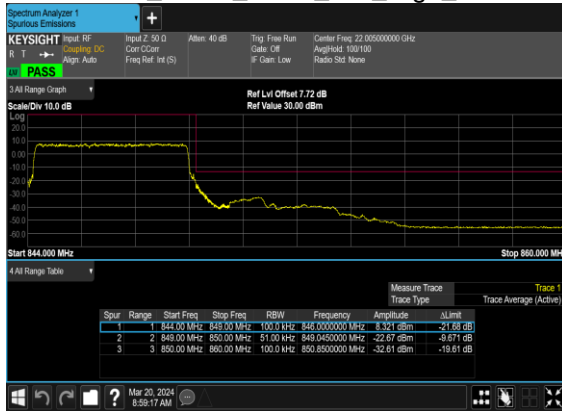 Spectrum Analyzer 1
Spurious Emissions
+
KEYSIGHT
R T
LV PASS
Input: RF
Coupling: DC
Align: Auto
Input Z: 50 Ω
Corr CCorr
Freq Ref: Int (S)
Atten: 40 dB
Trig: Free Run
Gate: Off
IF Gain: Low
Center Freq: 22.005000000 GHz
Avg|Hold: 100/100
Radio Std: None
3 All Range Graph
Scale/Div 10.0 dB
Ref Lvl Offset 7.72 dB
Ref Value 30.00 dBm
Log
20.0
10.0
0.00
-10.0
-20.0
-30.0
-40.0
-50.0
-60.0
Start 844.000 MHz
Stop 860.000 MHz
4 All Range Table
Measure Trace Trace 1
Trace Type Trace Average (Active)
Spur Range Start Freq Stop Freq RBW Frequency Amplitude ΔLimit
1 1 844.00 MHz 849.00 MHz 100.0 kHz 846.0000000 MHz 8.321 dBm -21.68 dB
2 2 849.00 MHz 850.00 MHz 51.00 kHz 849.0450000 MHz -22.67 dBm -9.671 dB
3 3 850.00 MHz 860.00 MHz 100.0 kHz 850.8500000 MHz -32.61 dBm -19.61 dB
?
Mar 20, 2024
8:59:17 AM